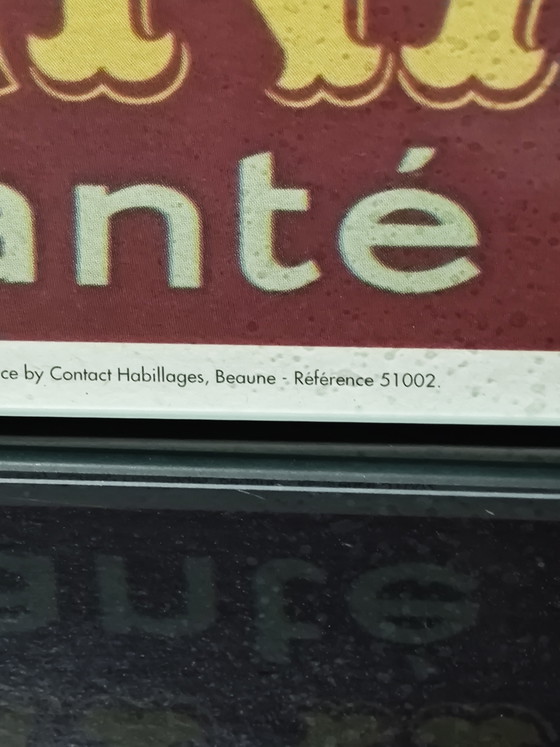 anté
ce by Contact Habillages, Beaune - Référence 51002.